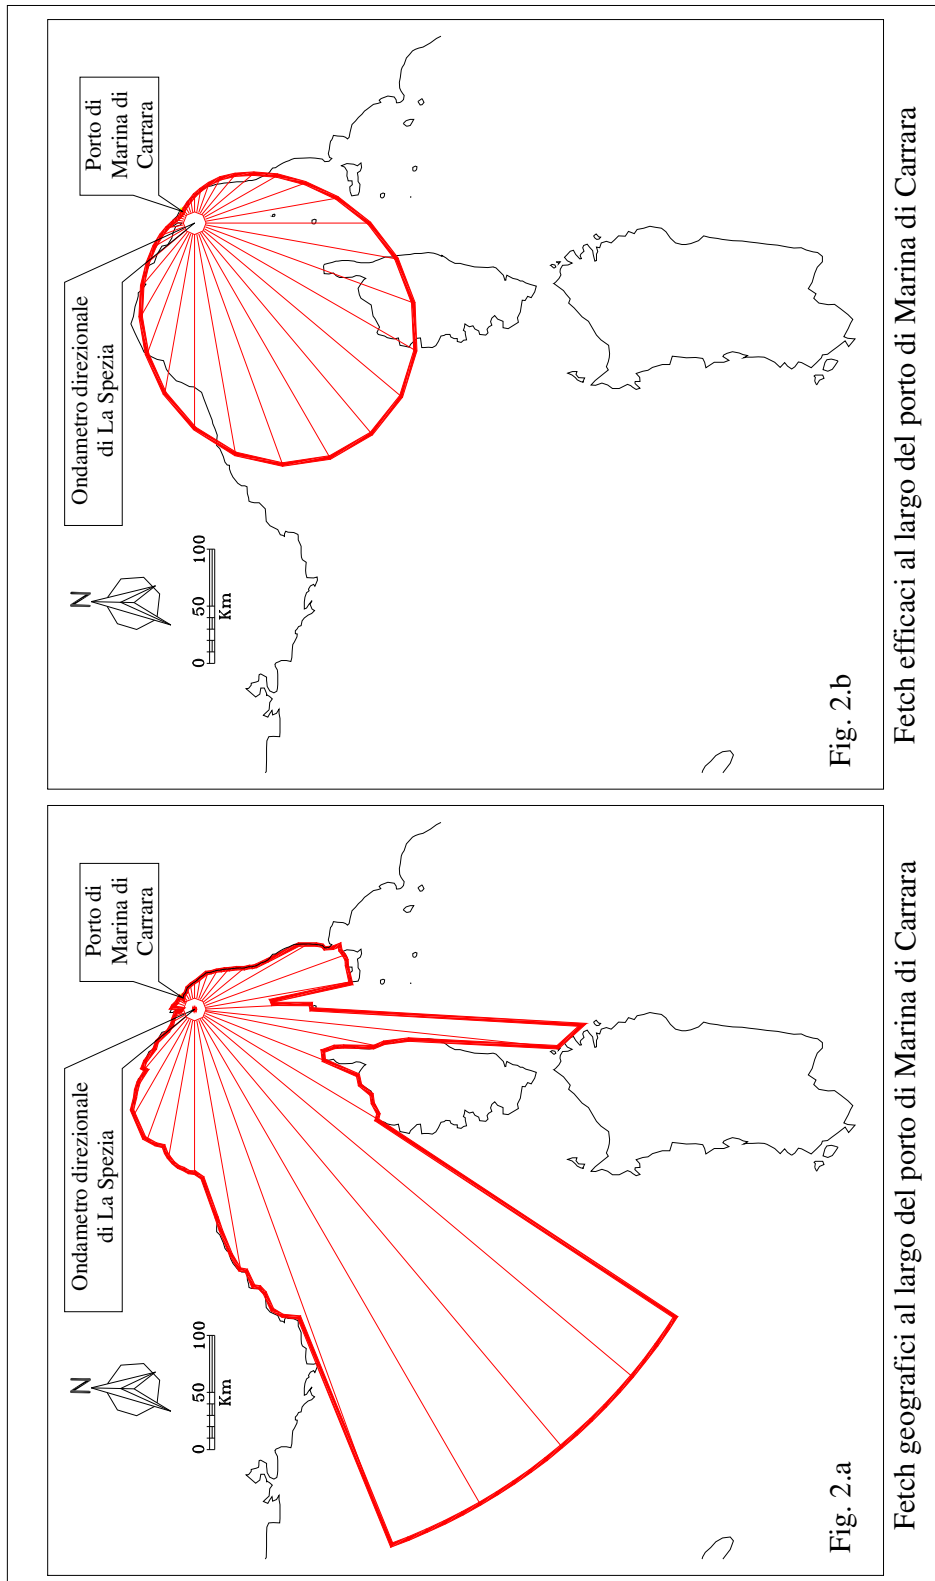 Ondametro direzionale
di La Spezia
Porto di
Marina di
Carrara
N
0
50
100
Km
Fig. 2.a
Fetch geografici al largo del porto di Marina di Carrara
Ondametro direzionale
di La Spezia
Porto di
Marina di
Carrara
N
0
50
100
Km
Fig. 2.b
Fetch efficaci al largo del porto di Marina di Carrara